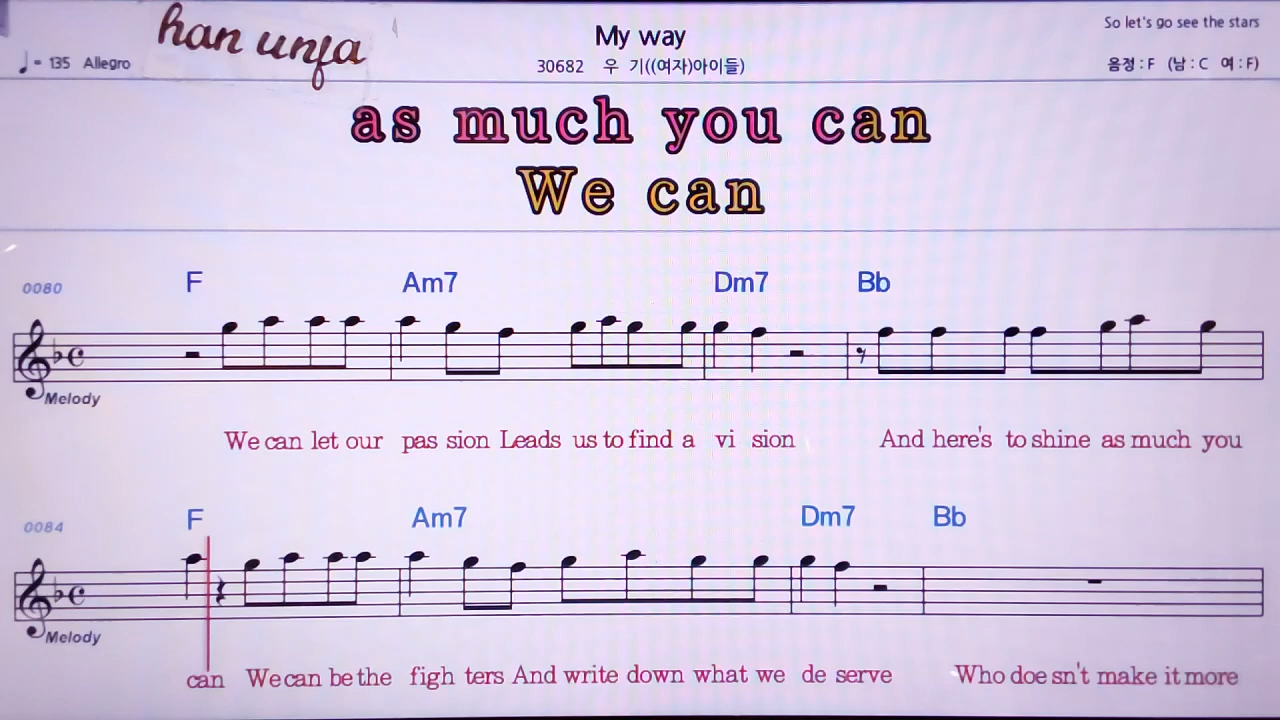 han unfa
My way
So let's go see the stars
♩= 135 Allegro
30682 우 기((여자)아이들)
음정 : F (남 : C 여 : F)
as much you can
We can
0080
F Am7 Dm7 Bb
Melody
We can let our pas sion Leads us to find a vi sion And here's to shine as much you
0084
F Am7 Dm7 Bb
Melody
can We can be the figh ters And write down what we de serve Who doe sn't make it more